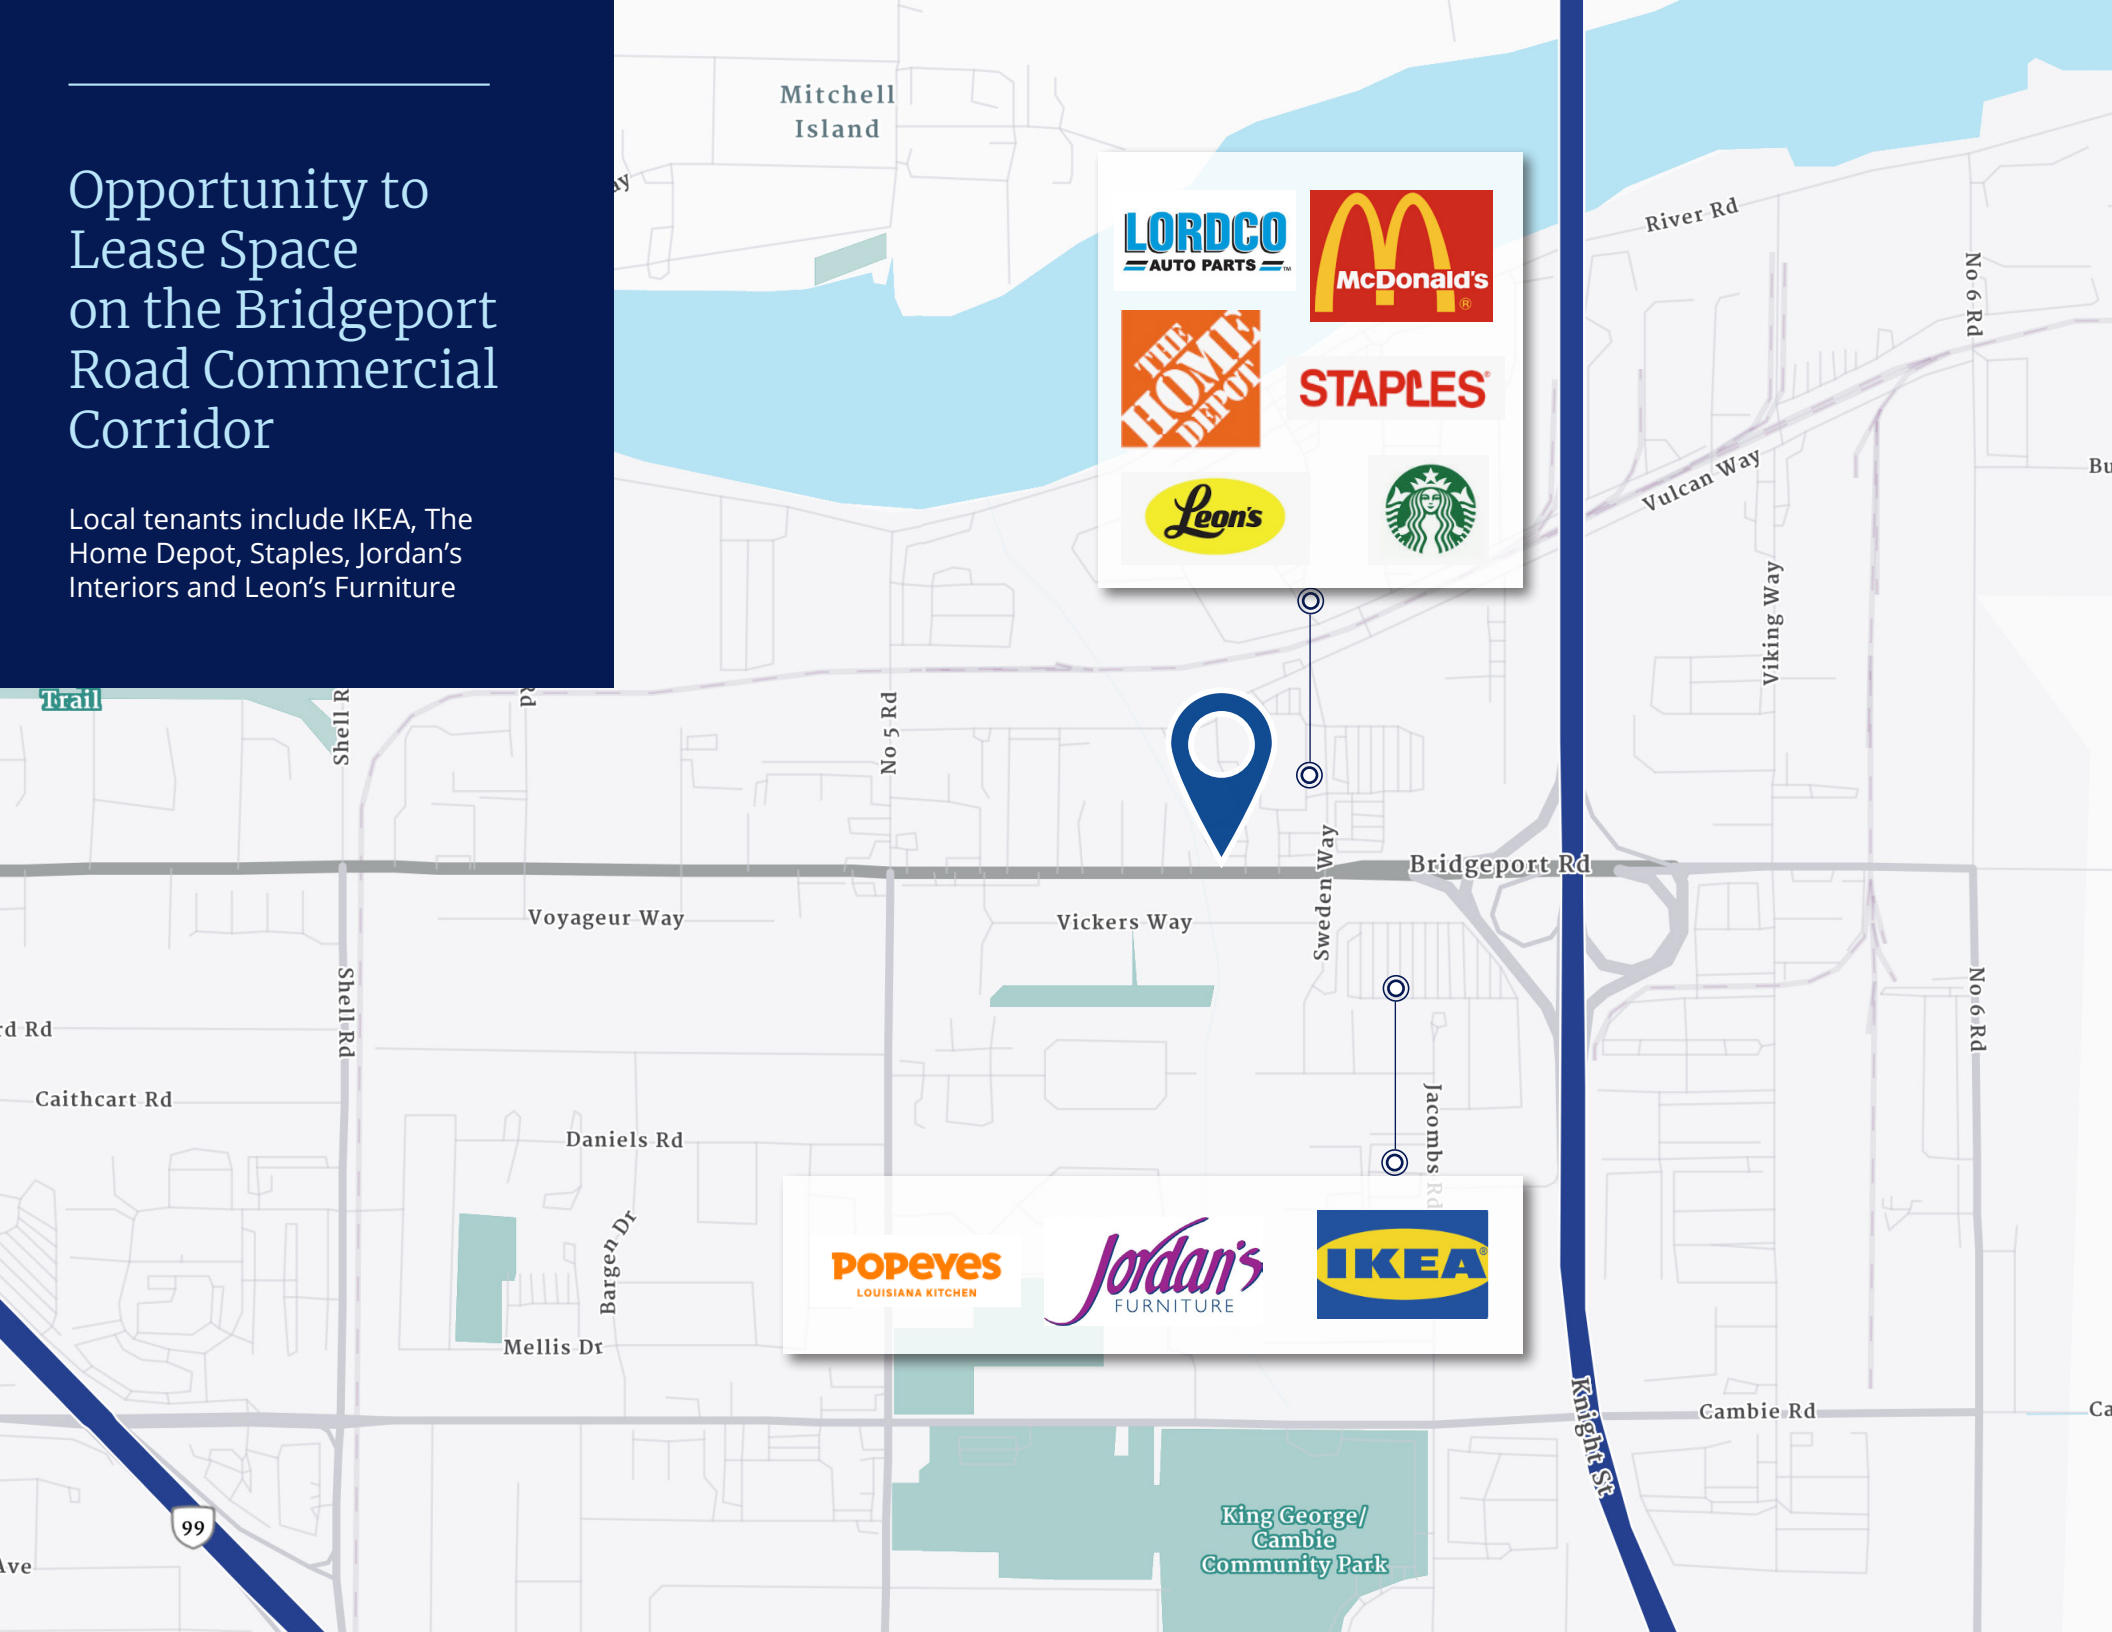 Opportunity to
Lease Space
on the Bridgeport
Road Commercial
Corridor
Local tenants include IKEA, The
Home Depot, Staples, Jordan’s
Interiors and Leon’s Furniture
Mitchell
Island
LORDCO
AUTO PARTS ™
McDonald's
®
THE
HOME
DEPOT
STAPLES
Leon's
River Rd
No 6 Rd
Vulcan Way
Viking Way
Trail
Shell R
No 5 Rd
Bridgeport Rd
Sweden Way
Voyageur Way
Vickers Way
Shell Rd
No 6 Rd
rd Rd
Caithcart Rd
Daniels Rd
Jacombs Rd
Bargen Dr
Mellis Dr
POPEYES
LOUISIANA KITCHEN
Jordan's
FURNITURE
IKEA®
Knight St
Cambie Rd
Ca
99
Ave
King George/
Cambie
Community Park